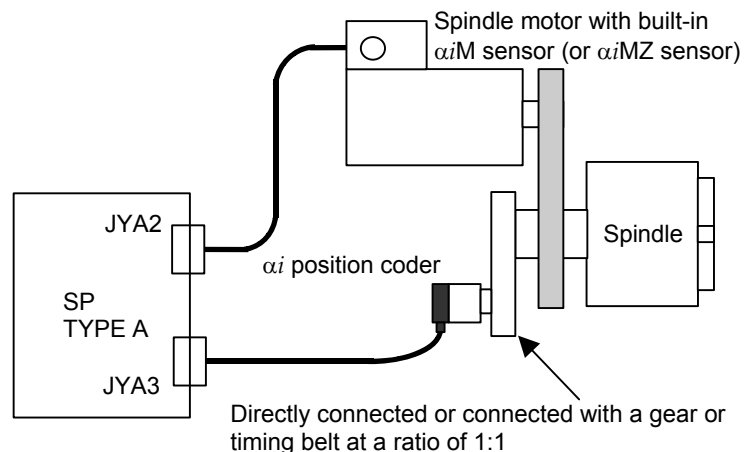 Spindle motor with built-in
αiM sensor (or αiMZ sensor)
JYA2
Spindle
αi position coder
SP
TYPE A
JYA3
Directly connected or connected with a gear or
timing belt at a ratio of 1:1